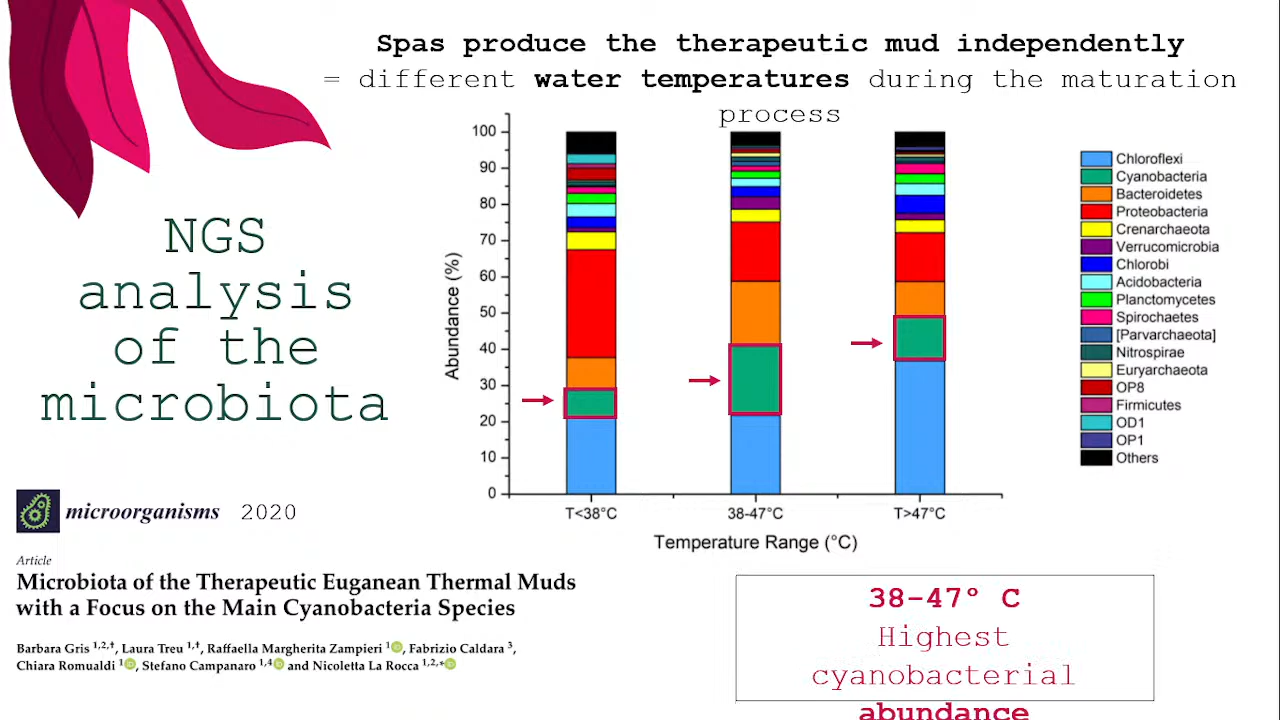 Spas produce the therapeutic mud independently
= different water temperatures during the maturation
process
NGS
analysis
of the
microbiota
microorganisms 2020
Article
Microbiota of the Therapeutic Euganean Thermal Muds
with a Focus on the Main Cyanobacteria Species
Barbara Gris 1,2,†, Laura Treu 1,†, Raffaella Margherita Zampieri 1, Fabrizio Caldara 3,
Chiara Romualdi 1, Stefano Campanaro 1,4 and Nicoletta La Rocca 1,2,*
Abundance (%)
100
90
80
70
60
50
40
30
20
10
0
T<38°C
38-47°C
T>47°C
Temperature Range (°C)
Chloroflexi
Cyanobacteria
Bacteroidetes
Proteobacteria
Crenarchaeota
Verrucomicrobia
Chlorobi
Acidobacteria
Planctomycetes
Spirochaetes
[Parvarchaeota]
Nitrospirae
Euryarchaeota
OP8
Firmicutes
OD1
OP1
Others
38–47° C
Highest
cyanobacterial
abundance